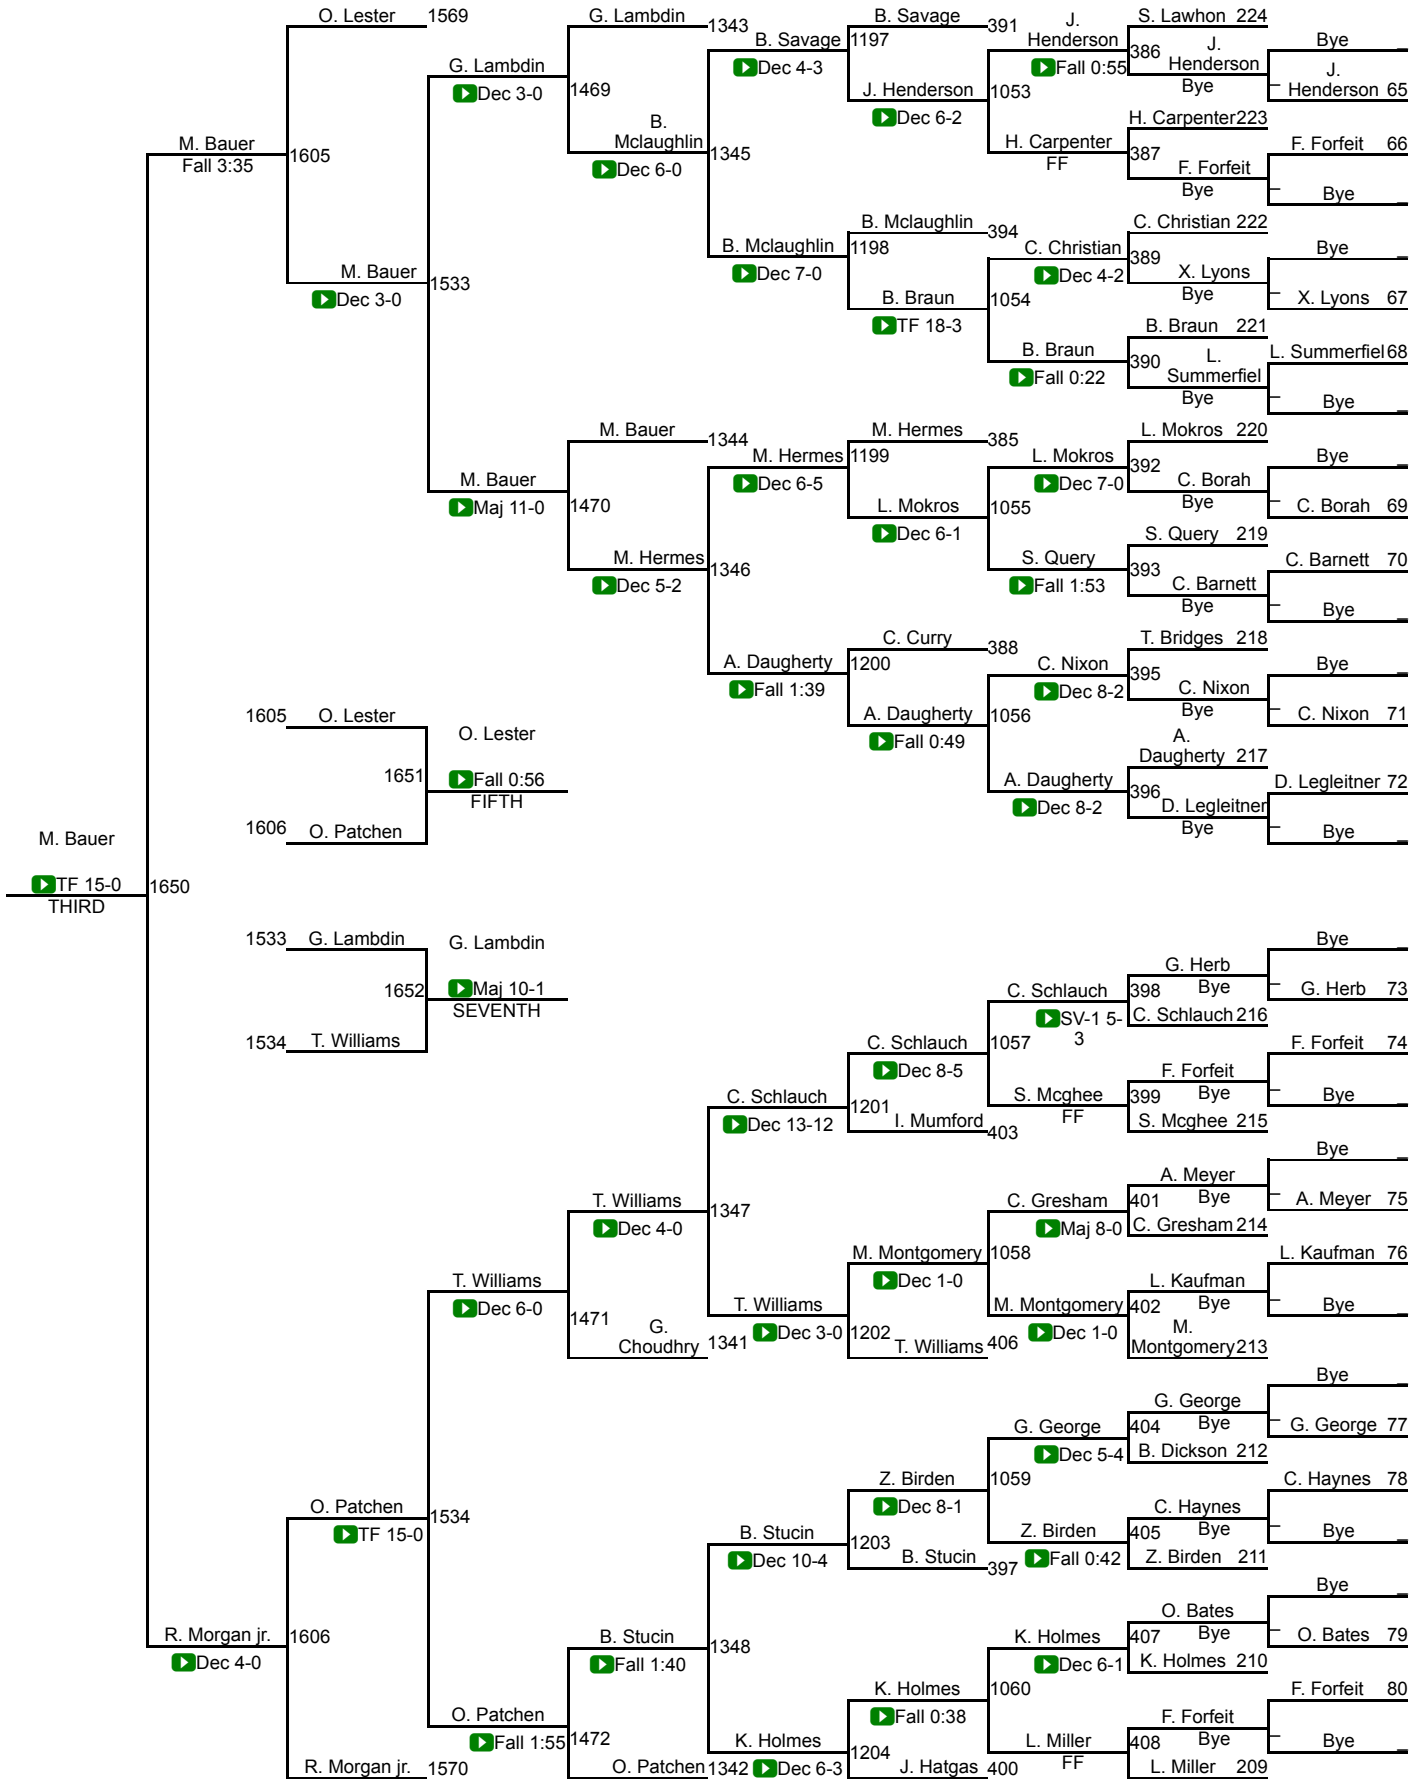 O. Lester 1569
G. Lambdin 1343
B. Savage 391
J.
Henderson
S. Lawhon 224
B. Savage 1197
386
J.
Henderson
Bye
Bye
Dec 4-3
Fall 0:55
G. Lambdin
Dec 3-0
1469
J. Henderson
Dec 6-2
1053
J.
Henderson 65
B.
Mclaughlin
Dec 6-0
1345
H. Carpenter
FF
387
H. Carpenter 223
F. Forfeit
Bye
F. Forfeit 66
Bye
M. Bauer
Fall 3:35
1605
B. Mclaughlin 394
B. Mclaughlin
Dec 7-0
1198
C. Christian
Dec 4-2
389
C. Christian 222
X. Lyons
Bye
Bye
X. Lyons 67
M. Bauer
Dec 3-0
1533
B. Braun
TF 18-3
1054
B. Braun
Fall 0:22
390
B. Braun 221
L.
Summerfiel
Bye
L. Summerfiel 68
Bye
M. Bauer 1344
M. Hermes 385
M. Hermes
Dec 6-5
1199
L. Mokros
Dec 7-0
392
L. Mokros 220
C. Borah
Bye
Bye
C. Borah 69
M. Bauer
Maj 11-0
1470
L. Mokros
Dec 6-1
1055
M. Hermes
Dec 5-2
1346
S. Query
Fall 1:53
393
S. Query 219
C. Barnett
Bye
C. Barnett 70
Bye
C. Curry 388
A. Daugherty
Fall 1:39
1200
C. Nixon
Dec 8-2
395
T. Bridges 218
C. Nixon
Bye
Bye
C. Nixon 71
A. Daugherty
Fall 0:49
1056
A. Daugherty
Dec 8-2
396
A.
Daugherty 217
D. Legleitner
Bye
D. Legleitner 72
Bye
1605 O. Lester
O. Lester
1651
Fall 0:56
FIFTH
1606 O. Patchen
M. Bauer
TF 15-0
THIRD
1650
1533 G. Lambdin
G. Lambdin
1652
Maj 10-1
SEVENTH
1534 T. Williams
Bye
G. Herb
Bye
G. Herb 73
C. Schlauch
SV-1 5-
3
398
C. Schlauch 216
C. Schlauch
Dec 8-5
1057
F. Forfeit 74
F. Forfeit
Bye
Bye
S. Mcghee
FF
399
S. Mcghee 215
C. Schlauch
Dec 13-12
1201
I. Mumford 403
Bye
A. Meyer
Bye
A. Meyer 75
T. Williams
Dec 4-0
1347
C. Gresham
Maj 8-0
401
C. Gresham 214
M. Montgomery
Dec 1-0
1058
L. Kaufman 76
L. Kaufman
Bye
Bye
T. Williams
Dec 6-0
1471
T. Williams
Dec 3-0
1202
M. Montgomery
Dec 1-0
402
M.
Montgomery 213
G.
Choudhry 1341
T. Williams 406
Bye
G. George
Bye
G. George 77
G. George
Dec 5-4
404
B. Dickson 212
Z. Birden
Dec 8-1
1059
C. Haynes 78
C. Haynes
Bye
Bye
O. Patchen
TF 15-0
1534
B. Stucin
Dec 10-4
1203
B. Stucin 397
Z. Birden
Fall 0:42
405
Z. Birden 211
Bye
O. Bates
Bye
O. Bates 79
R. Morgan jr.
Dec 4-0
1606
B. Stucin
Fall 1:40
1348
K. Holmes
Dec 6-1
407
K. Holmes 210
K. Holmes
Fall 0:38
1060
F. Forfeit 80
F. Forfeit
Bye
Bye
O. Patchen
Fall 1:55
1472
K. Holmes
Dec 6-3
1204
L. Miller
FF
408
L. Miller 209
R. Morgan jr. 1570
O. Patchen 1342
J. Hatgas 400